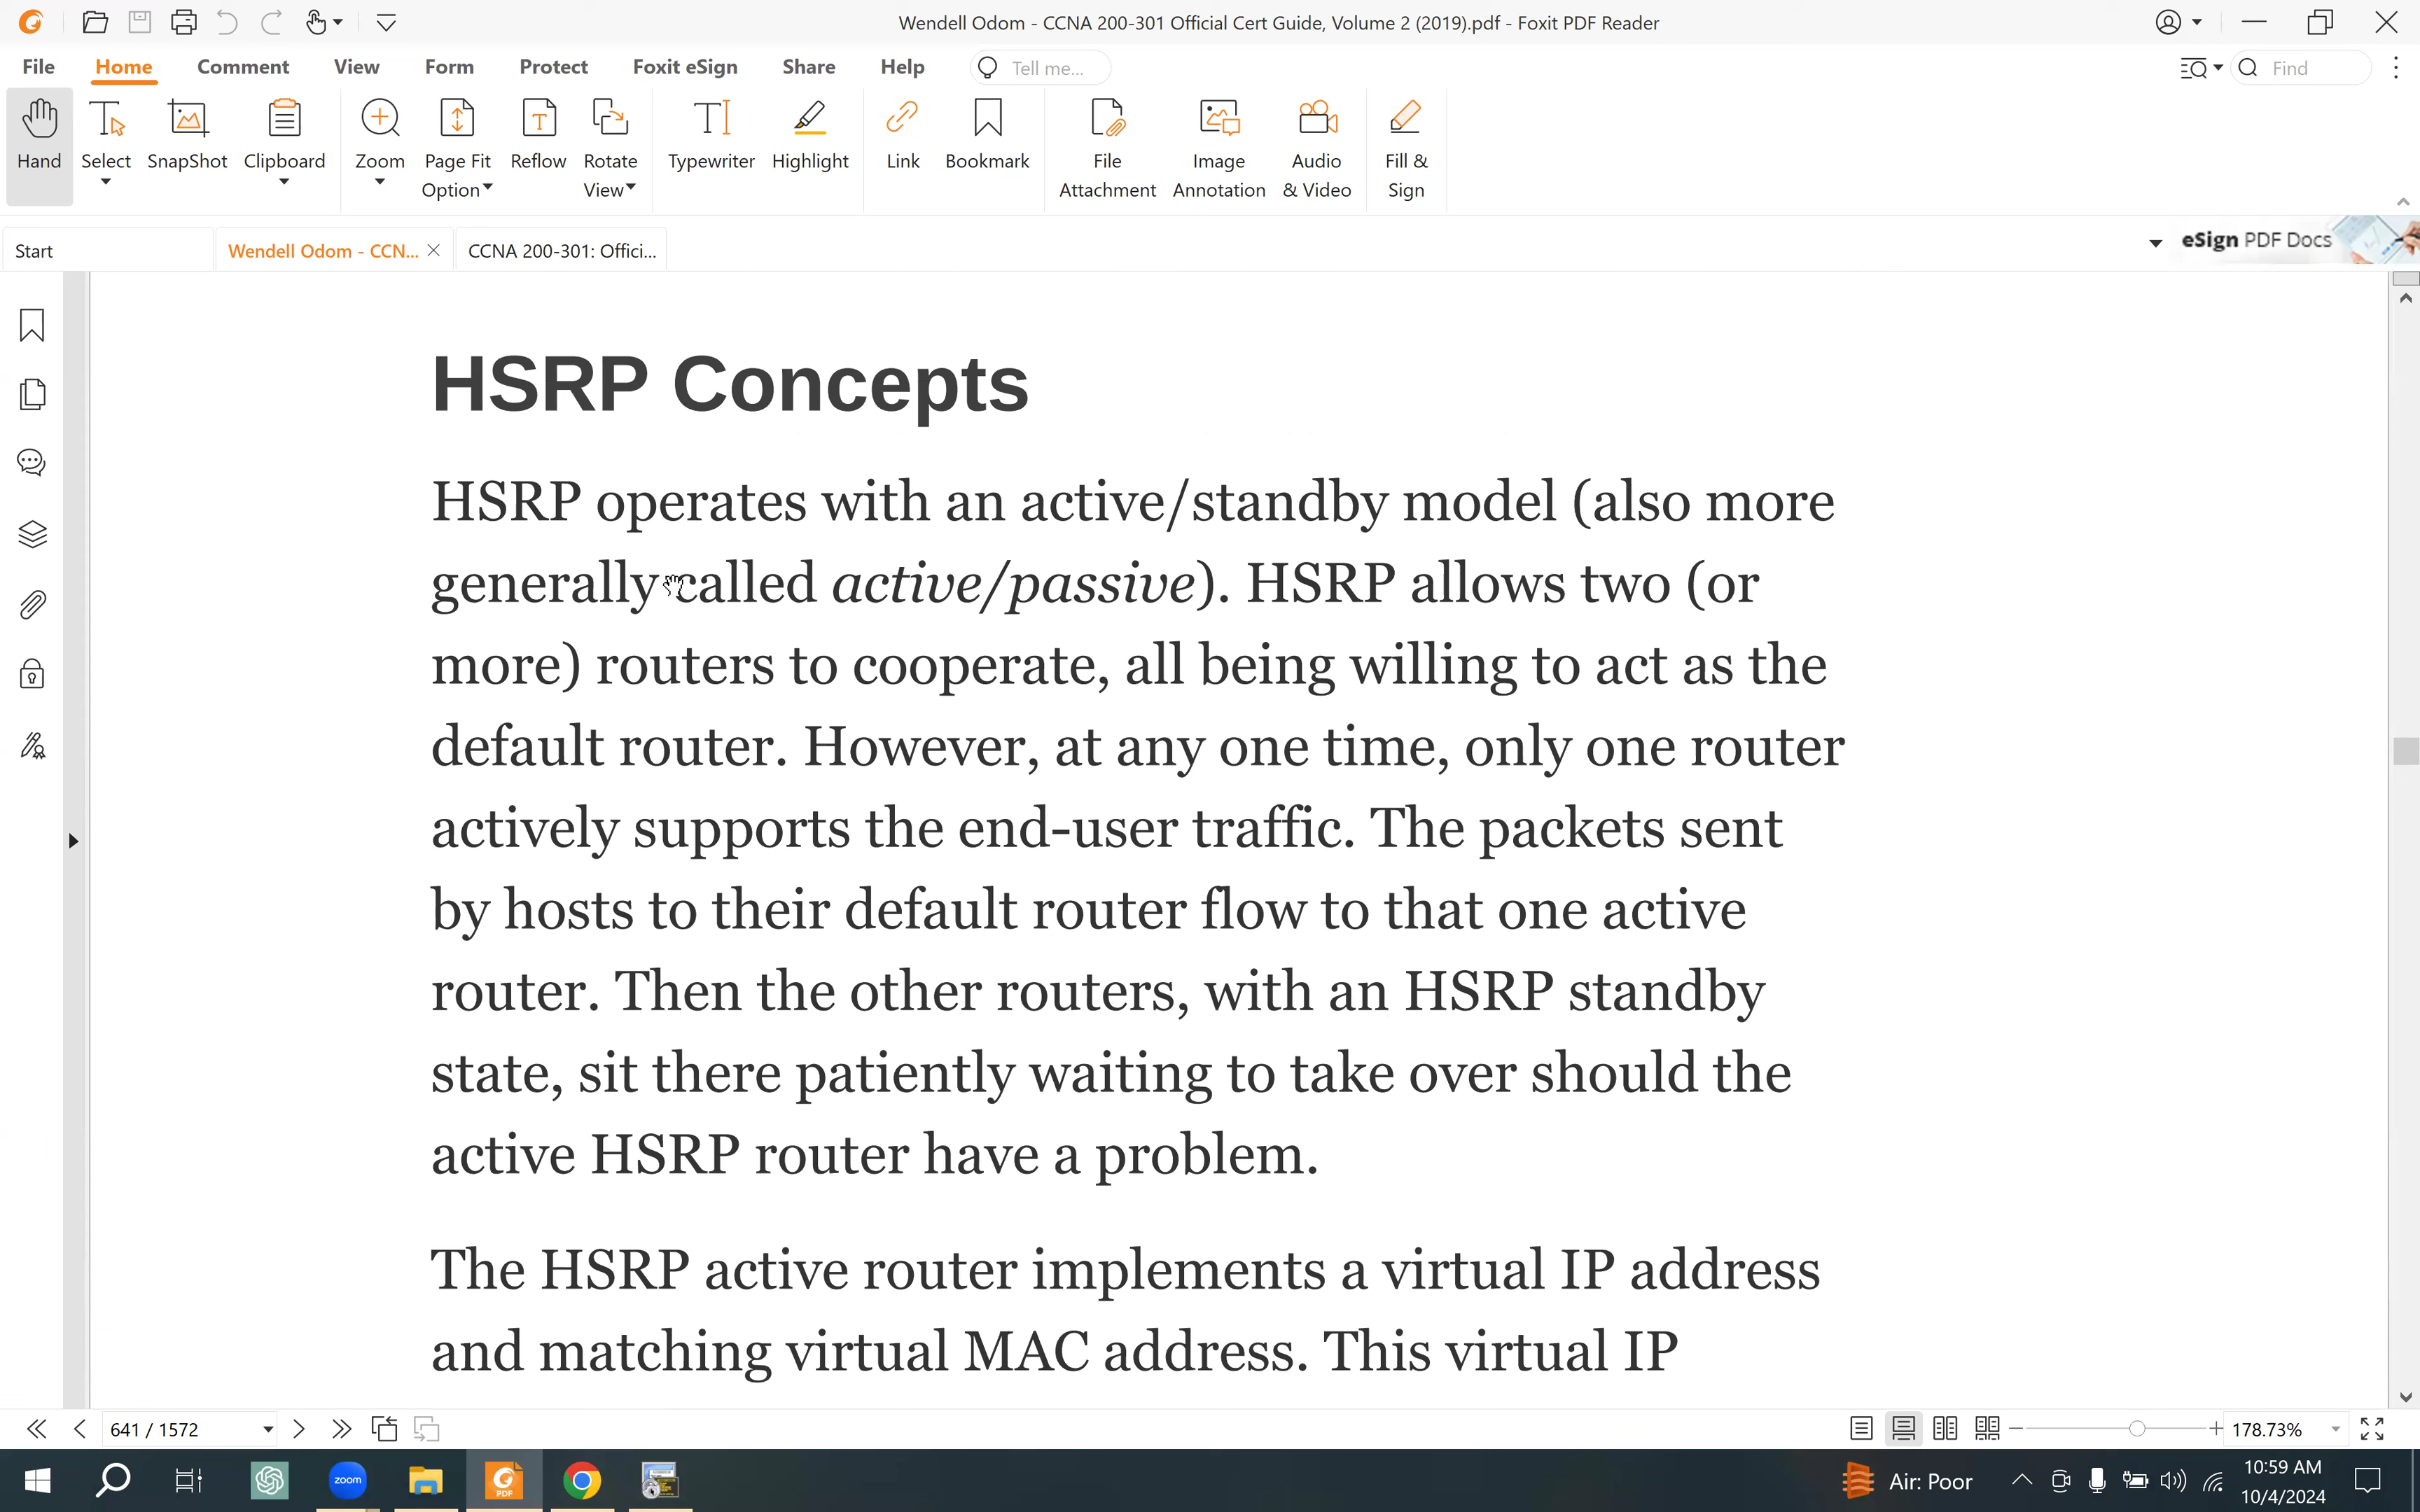 Wendell Odom - CCNA 200-301 Official Cert Guide, Volume 2 (2019).pdf - Foxit PDF Reader
File Home Comment View Form Protect Foxit eSign Share Help Tell me... Find
Hand Select SnapShot Clipboard Zoom Page Fit Option Reflow Rotate View Typewriter Highlight Link Bookmark File Attachment Image Annotation Audio & Video Fill & Sign
Start Wendell Odom - CCN... CCNA 200-301: Offici... eSign PDF Docs
HSRP Concepts
HSRP operates with an active/standby model (also more
generally called active/passive). HSRP allows two (or
more) routers to cooperate, all being willing to act as the
default router. However, at any one time, only one router
actively supports the end-user traffic. The packets sent
by hosts to their default router flow to that one active
router. Then the other routers, with an HSRP standby
state, sit there patiently waiting to take over should the
active HSRP router have a problem.
The HSRP active router implements a virtual IP address
and matching virtual MAC address. This virtual IP
641 / 1572 178.73%
zoom PDF Air: Poor 10:59 AM
10/4/2024